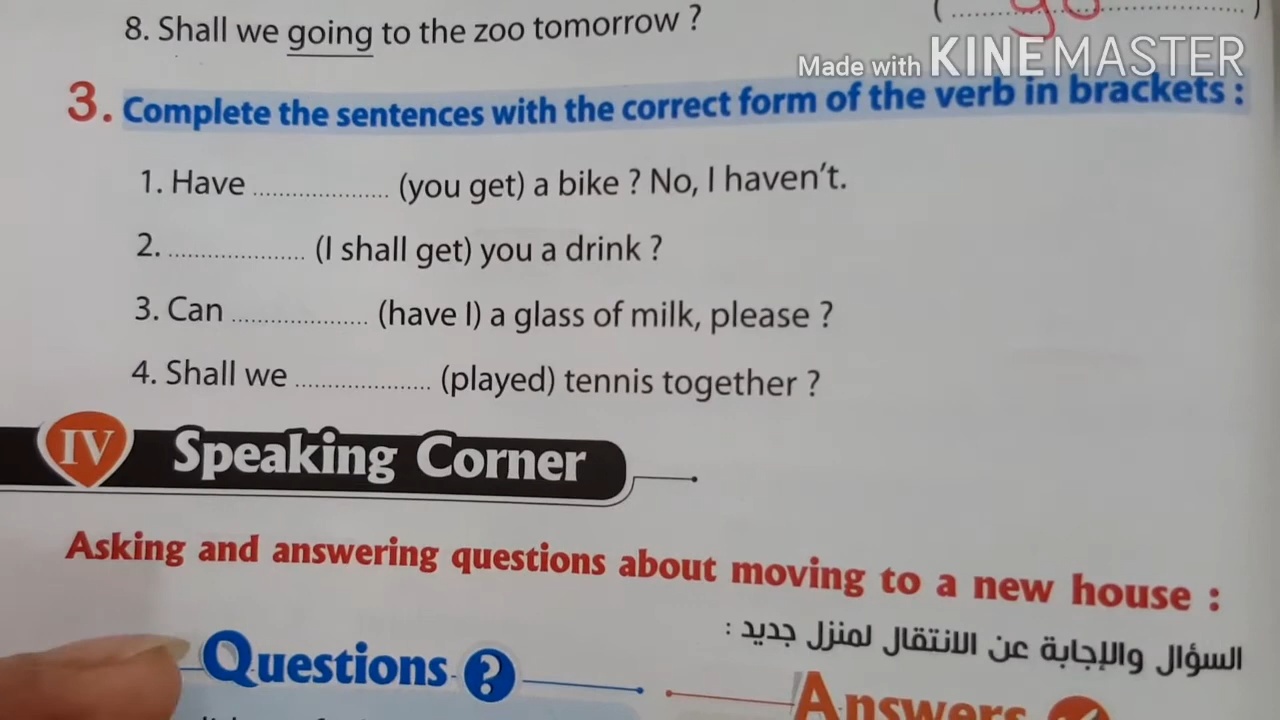 8. Shall we going to the zoo tomorrow ? (....................go....................)
Made with KINEMASTER
3. Complete the sentences with the correct form of the verb in brackets :
1. Have .................... (you get) a bike ? No, I haven't.
2. .................... (I shall get) you a drink ?
3. Can .................... (have I) a glass of milk, please ?
4. Shall we .................... (played) tennis together ?
IV Speaking Corner
Asking and answering questions about moving to a new house :
السؤال والإجابة عن الانتقال لمنزل جديد :
Questions ?
Answers